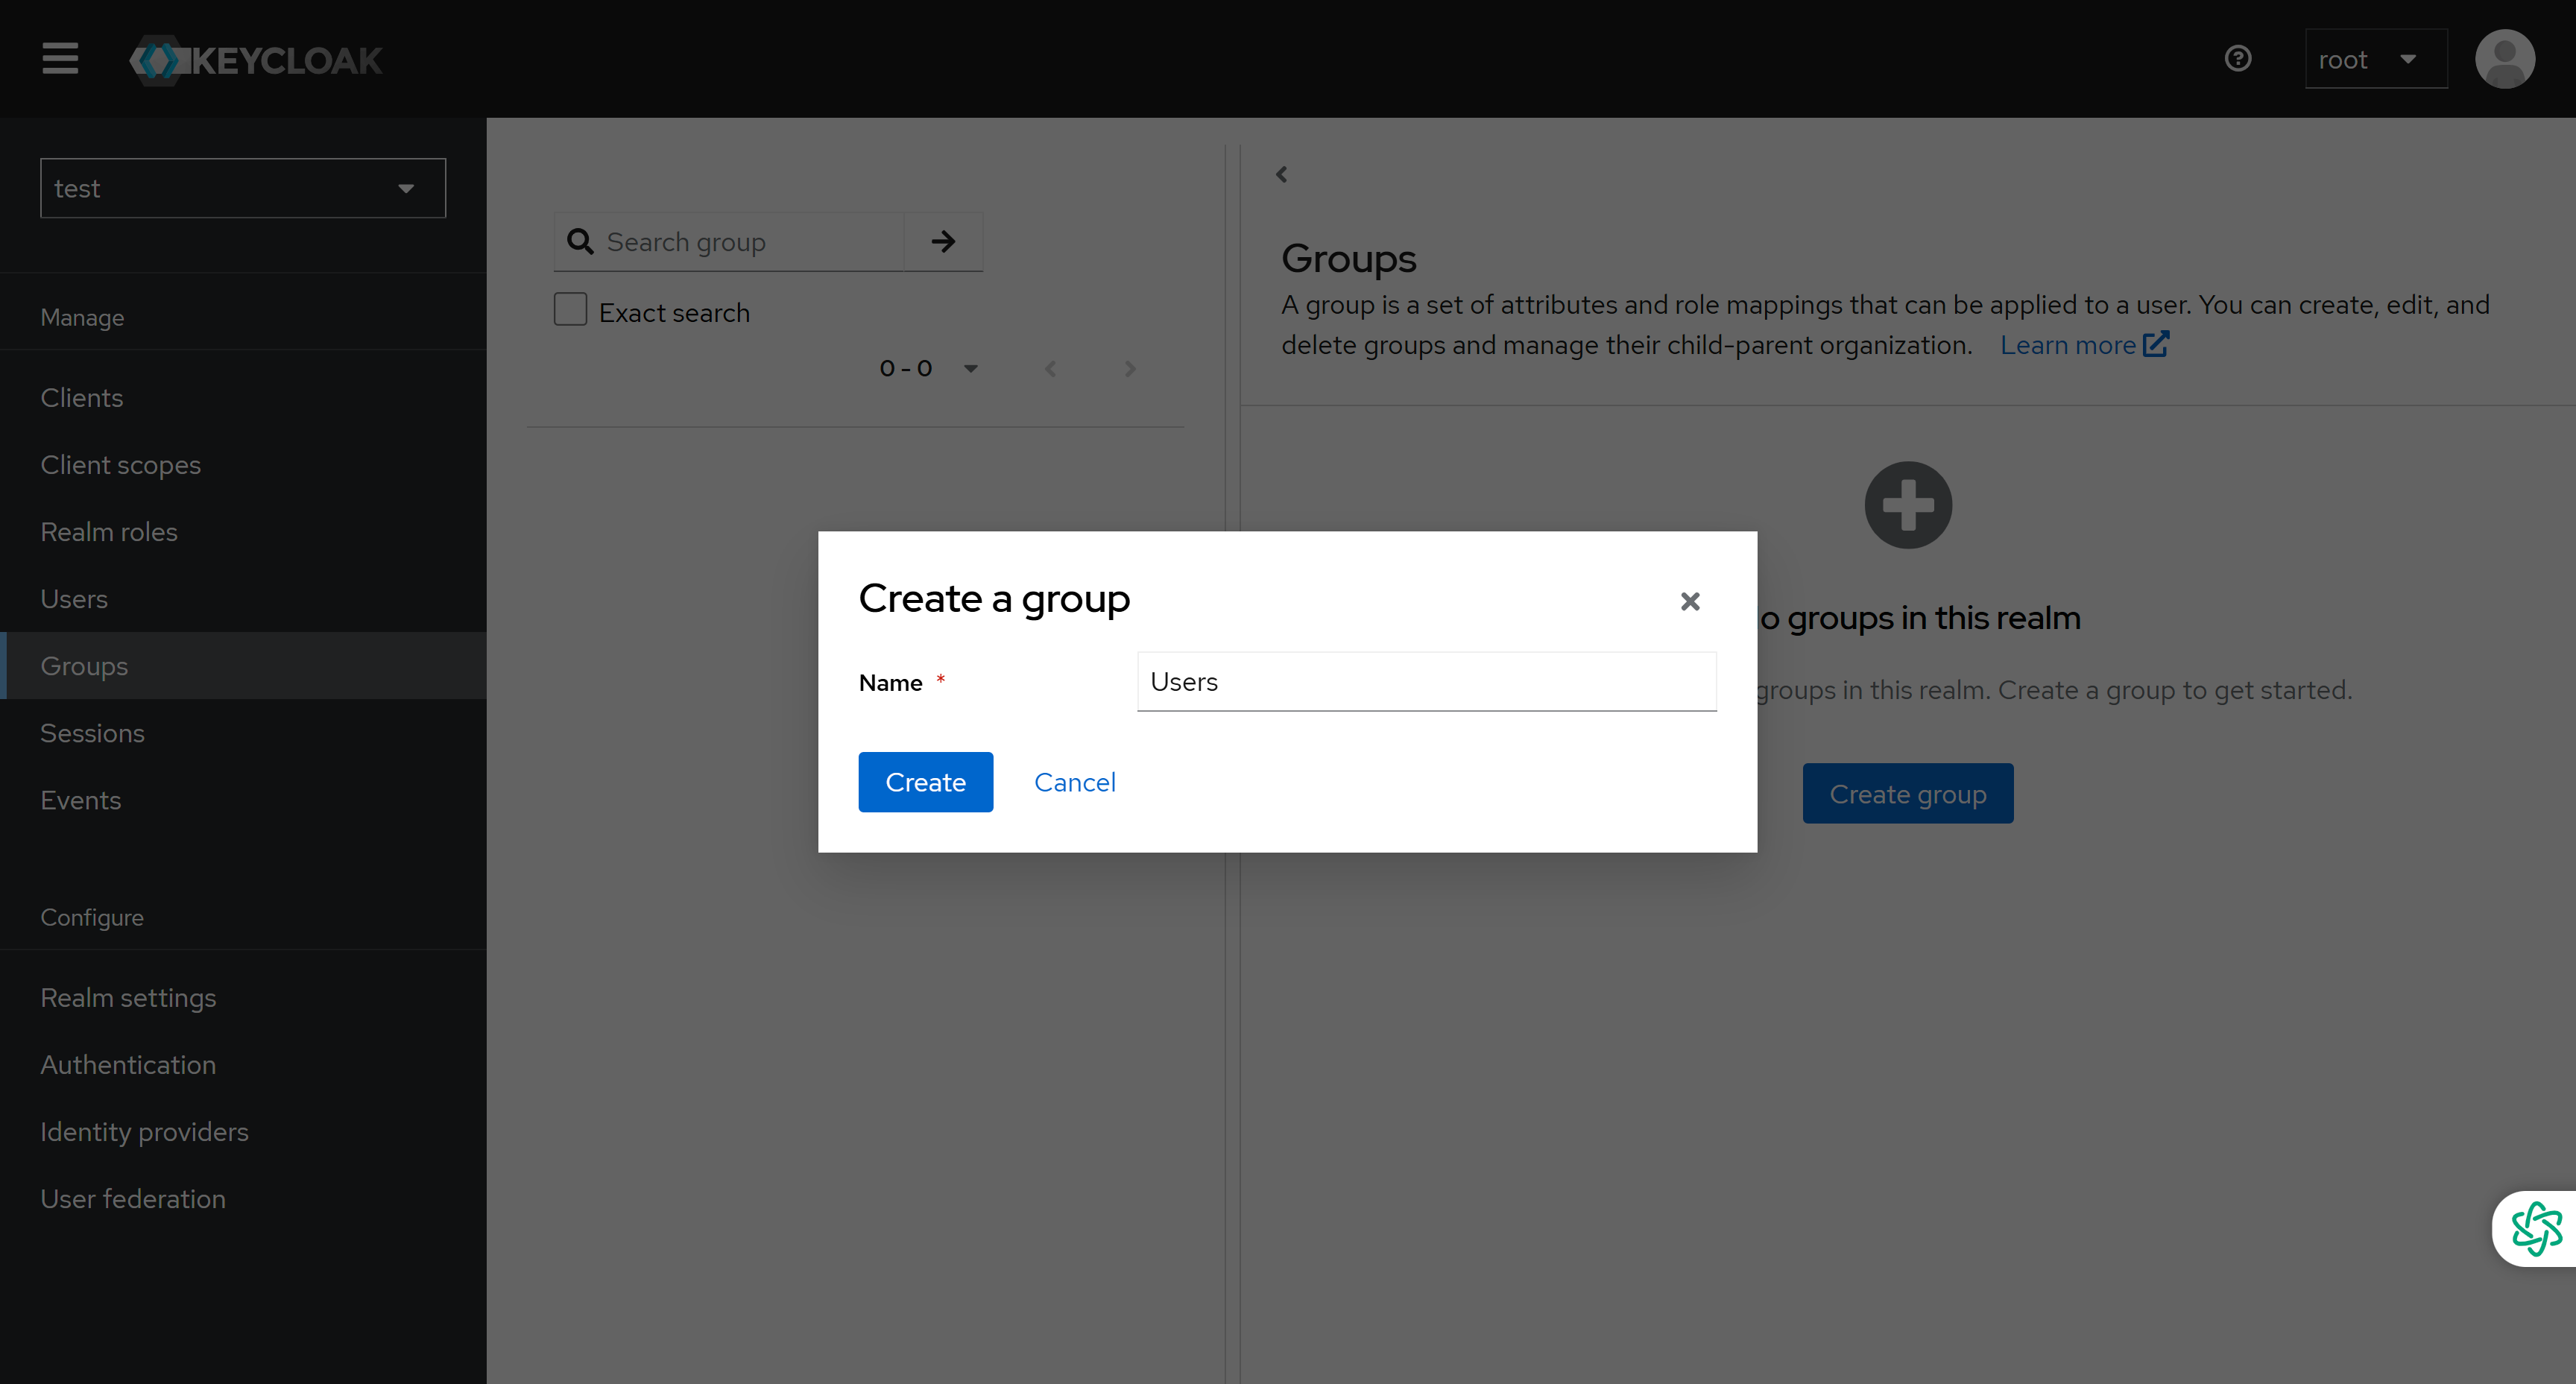 KEYCLOAK
root
test
Manage
Clients
Client scopes
Realm roles
Users
Groups
Sessions
Events
Configure
Realm settings
Authentication
Identity providers
User federation
Search group
Exact search
0 - 0
Groups
A group is a set of attributes and role mappings that can be applied to a user. You can create, edit, and
delete groups and manage their child-parent organization. Learn more
o groups in this realm
groups in this realm. Create a group to get started.
Create group
Create a group
Name *
Users
Create
Cancel